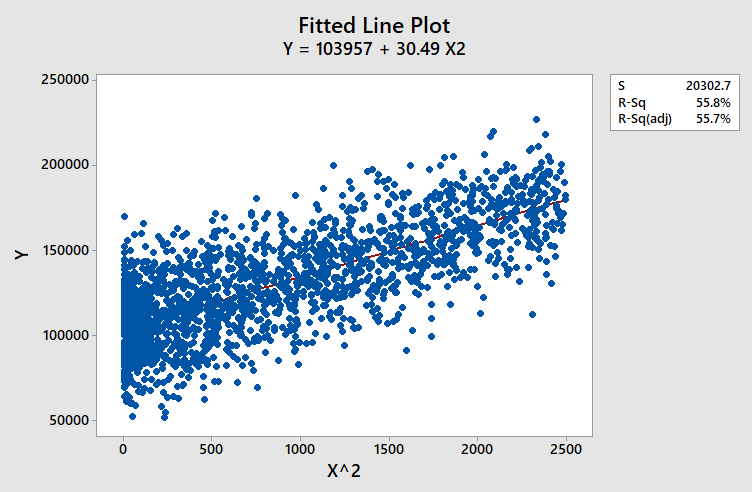 Fitted Line Plot
Y = 103957 + 30.49 X2
S 20302.7
R-Sq 55.8%
R-Sq(adj) 55.7%
250000
200000
150000
100000
50000
Y
0 500 1000 1500 2000 2500
X^2